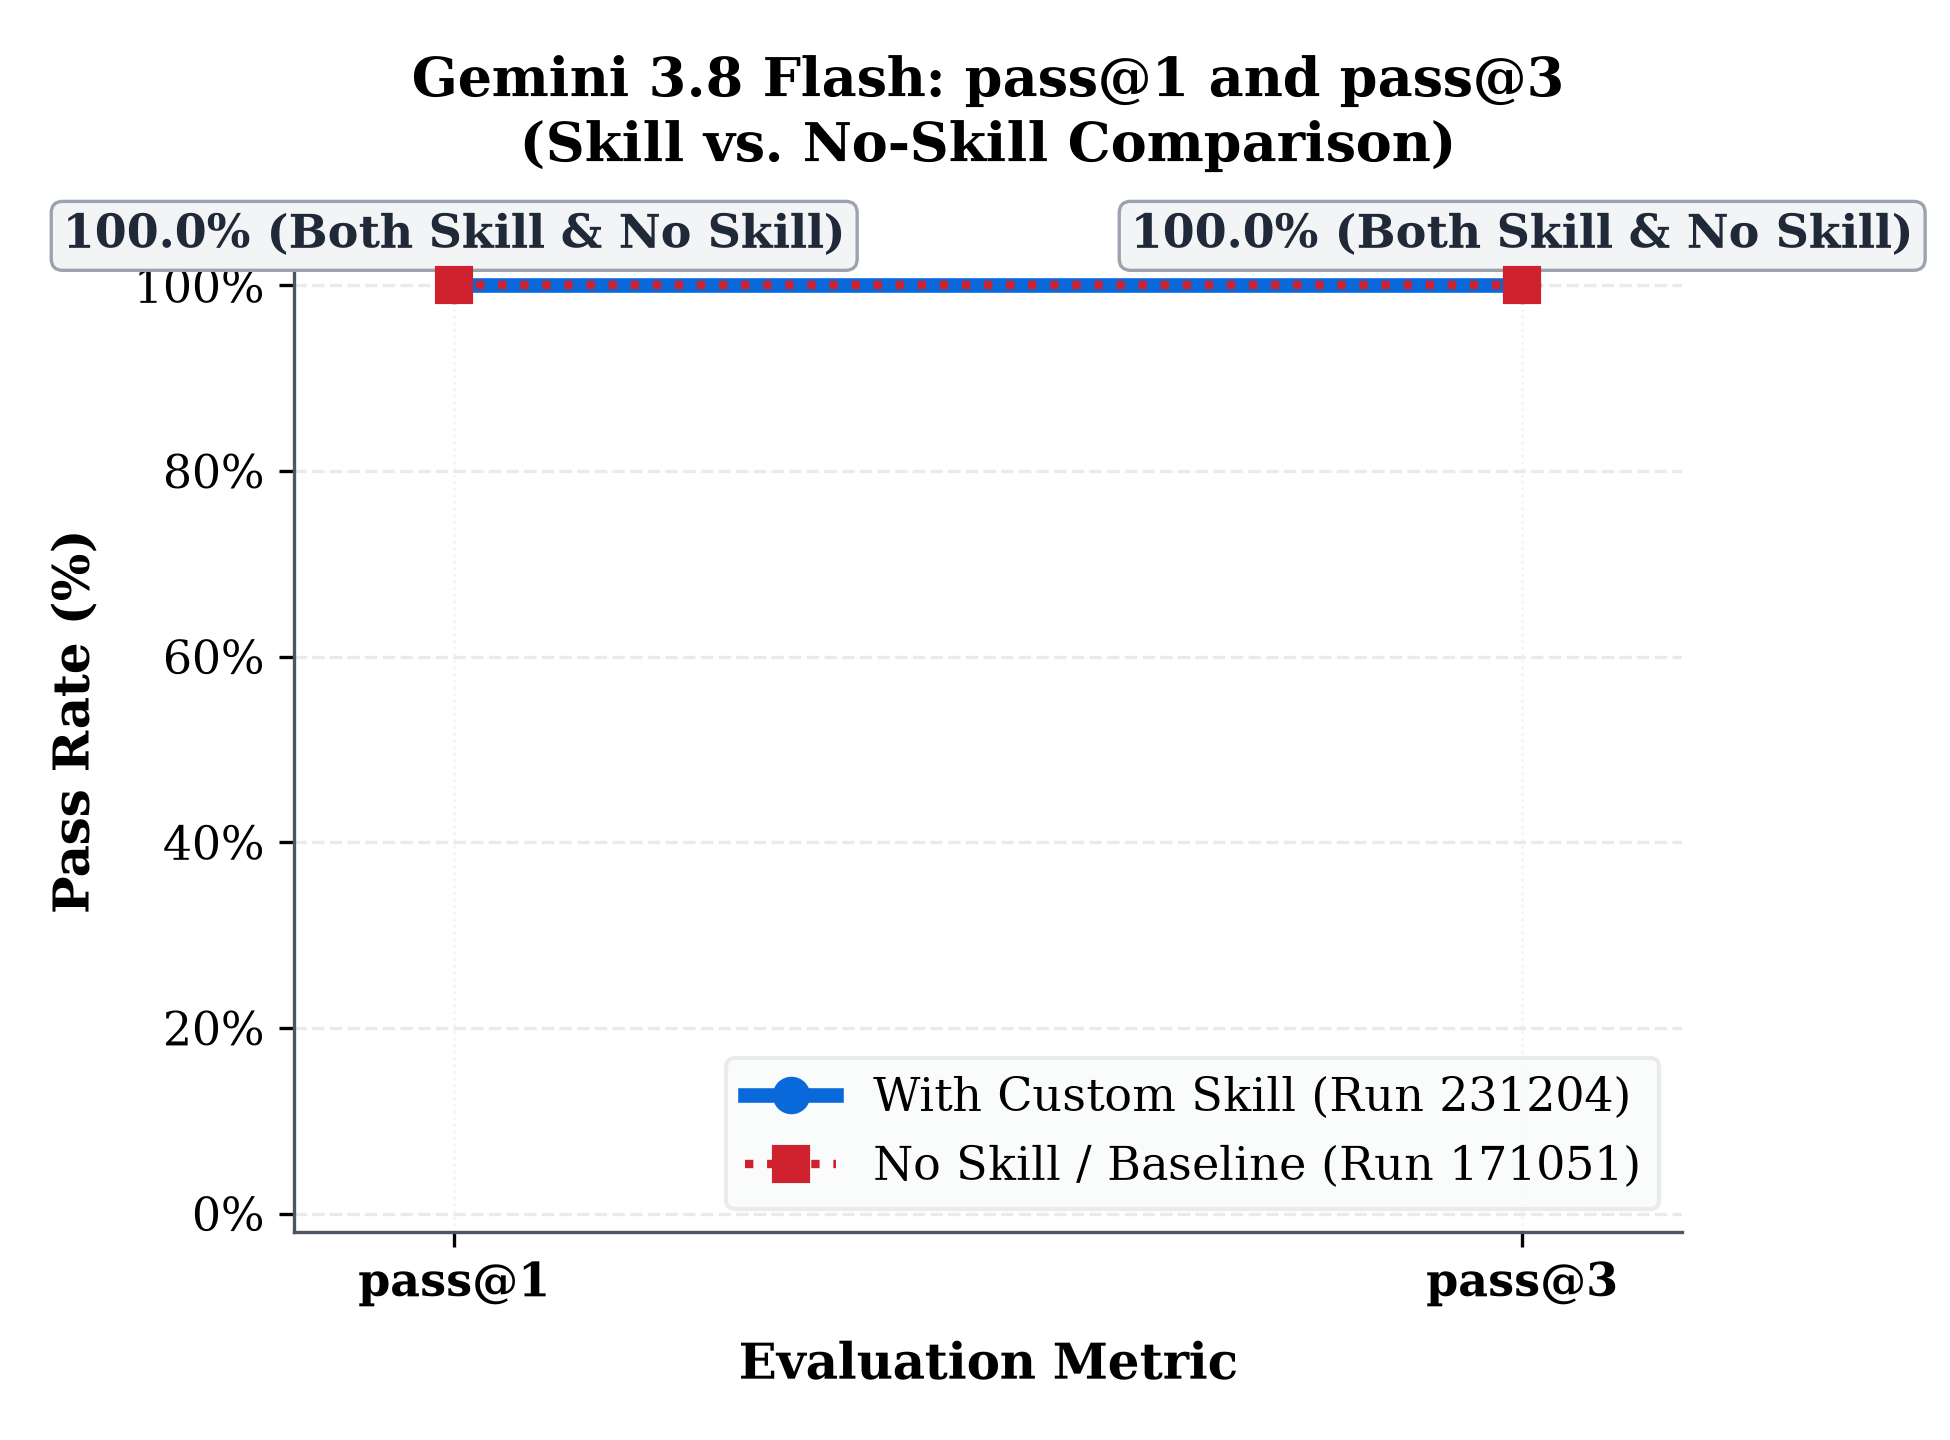 Gemini 3.8 Flash: pass@1 and pass@3
(Skill vs. No-Skill Comparison)
100.0% (Both Skill & No Skill)
100.0% (Both Skill & No Skill)
100%
80%
60%
40%
20%
0%
Pass Rate (%)
With Custom Skill (Run 231204)
No Skill / Baseline (Run 171051)
pass@1
pass@3
Evaluation Metric